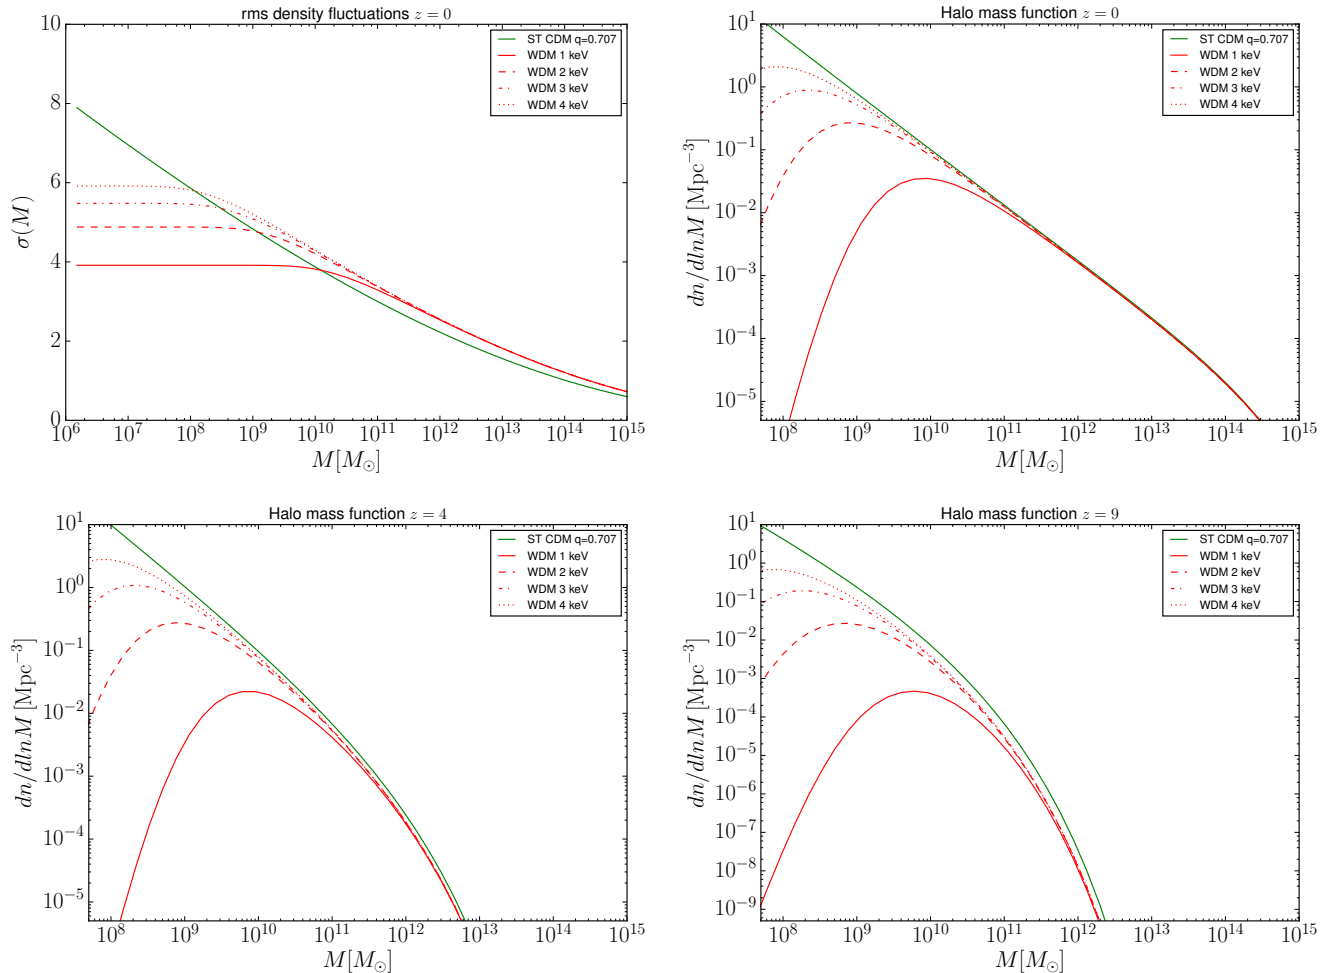 rms density fluctuations z = 0
10
8
6
4
2
0
σ(M)
ST CDM q=0.707
WDM 1 keV
WDM 2 keV
WDM 3 keV
WDM 4 keV
10^6 10^7 10^8 10^9 10^10 10^11 10^12 10^13 10^14 10^15
M[M_⊙]
Halo mass function z = 0
10^1
10^0
10^−1
10^−2
10^−3
10^−4
10^−5
dn/dlnM [Mpc^−3]
ST CDM q=0.707
WDM 1 keV
WDM 2 keV
WDM 3 keV
WDM 4 keV
10^8 10^9 10^10 10^11 10^12 10^13 10^14 10^15
M[M_⊙]
Halo mass function z = 4
10^1
10^0
10^−1
10^−2
10^−3
10^−4
10^−5
dn/dlnM [Mpc^−3]
ST CDM q=0.707
WDM 1 keV
WDM 2 keV
WDM 3 keV
WDM 4 keV
10^8 10^9 10^10 10^11 10^12 10^13 10^14 10^15
M[M_⊙]
Halo mass function z = 9
10^1
10^0
10^−1
10^−2
10^−3
10^−4
10^−5
10^−6
10^−7
10^−8
10^−9
dn/dlnM [Mpc^−3]
ST CDM q=0.707
WDM 1 keV
WDM 2 keV
WDM 3 keV
WDM 4 keV
10^8 10^9 10^10 10^11 10^12 10^13 10^14 10^15
M[M_⊙]